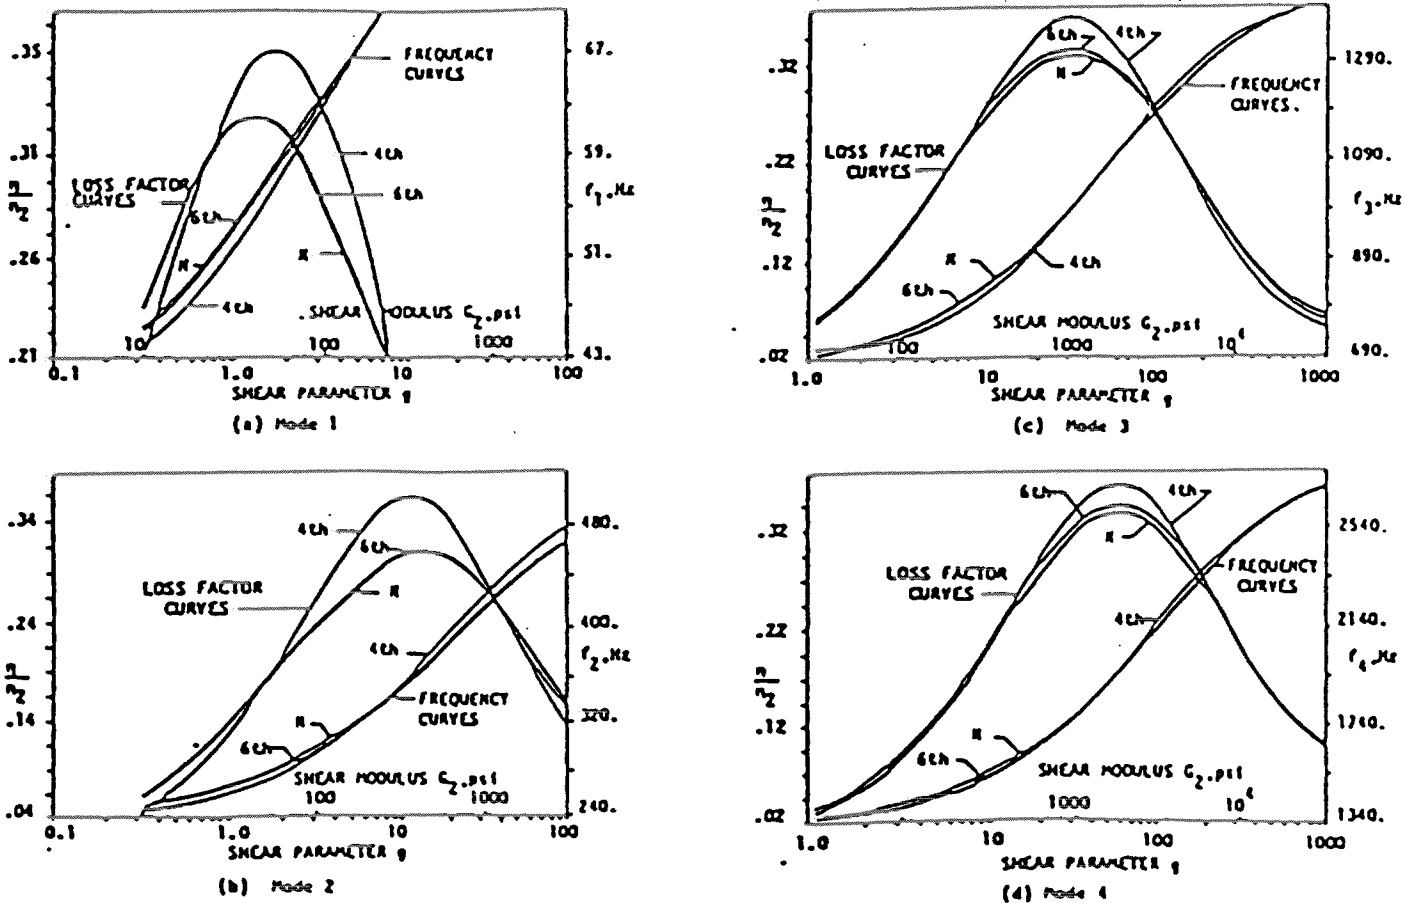 .35
.31
.26
.21
η/η2
LOSS FACTOR
CURVES
FREQUENCY
CURVES
4th
6th
6th
N
N
4th
SHEAR MODULUS G2.psi
10 100 1000
67.
59.
f1.Hz
51.
43.
0.1 1.0 10 100
SHEAR PARAMETER g
(a) Mode 1
.32
.22
η/η2
.12
.02
LOSS FACTOR
CURVES
6th
4th
N
FREQUENCY
CURVES.
N
4th
6th
SHEAR MODULUS G2.psi
100 1000 10⁴
1290.
1090.
f3.Hz
890.
690.
1.0 10 100 1000
SHEAR PARAMETER g
(c) Mode 3
.34
.24
η/η2
.14
.04
4th
6th
LOSS FACTOR
CURVES
N
4th
FREQUENCY
CURVES
N
6th
SHEAR MODULUS G2.psi
100 1000
480.
400.
f2.Hz
320.
240.
0.1 1.0 10 100
SHEAR PARAMETER g
(b) Mode 2
.32
.22
η/η2
.12
.02
6th
4th
N
LOSS FACTOR
CURVES
FREQUENCY
CURVES
4th
N
6th
SHEAR MODULUS G2.psi
1000 10⁴
2540.
2140.
f4.Hz
1740.
1340.
1.0 10 100 1000
SHEAR PARAMETER g
(d) Mode 4